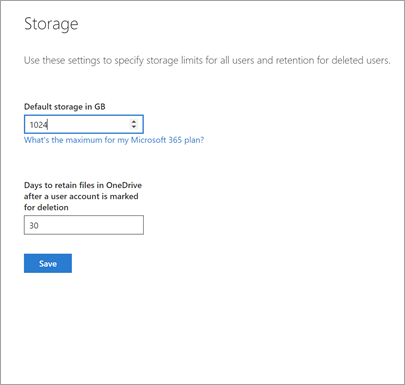 Storage
Use these settings to specify storage limits for all users and retention for deleted users.
Default storage in GB
1024
What's the maximum for my Microsoft 365 plan?
Days to retain files in OneDrive
after a user account is marked
for deletion
30
Save